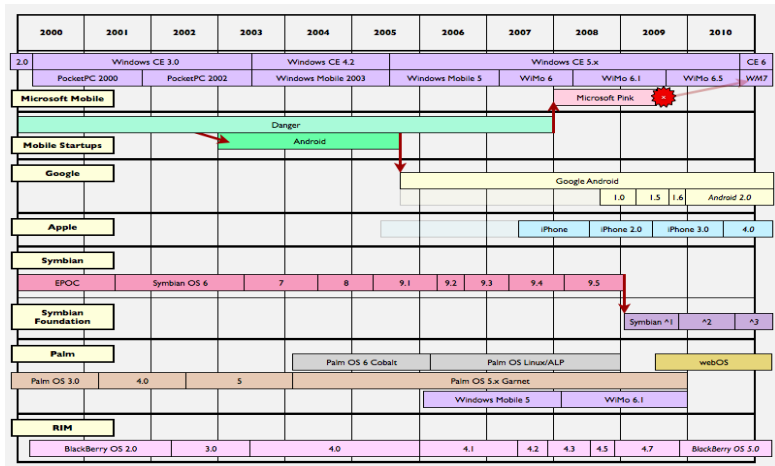 2000 2001 2002 2003 2004 2005 2006 2007 2008 2009 2010
2.0 Windows CE 3.0 Windows CE 4.2 Windows CE 5.x CE 6
PocketPC 2000 PocketPC 2002 Windows Mobile 2003 Windows Mobile 5 WiMo 6 WiMo 6.1 WiMo 6.5 WM7
Microsoft Mobile Microsoft Pink ×
Danger
Mobile Startups Android
Google Google Android
1.0 1.5 1.6 Android 2.0
Apple iPhone iPhone 2.0 iPhone 3.0 4.0
Symbian
EPOC Symbian OS 6 7 8 9.1 9.2 9.3 9.4 9.5
Symbian
Foundation Symbian ^1 ^2 ^3
Palm Palm OS 6 Cobalt Palm OS Linux/ALP webOS
Palm OS 3.0 4.0 5 Palm OS 5.x Garnet
Windows Mobile 5 WiMo 6.1
RIM
BlackBerry OS 2.0 3.0 4.0 4.1 4.2 4.3 4.5 4.7 BlackBerry OS 5.0